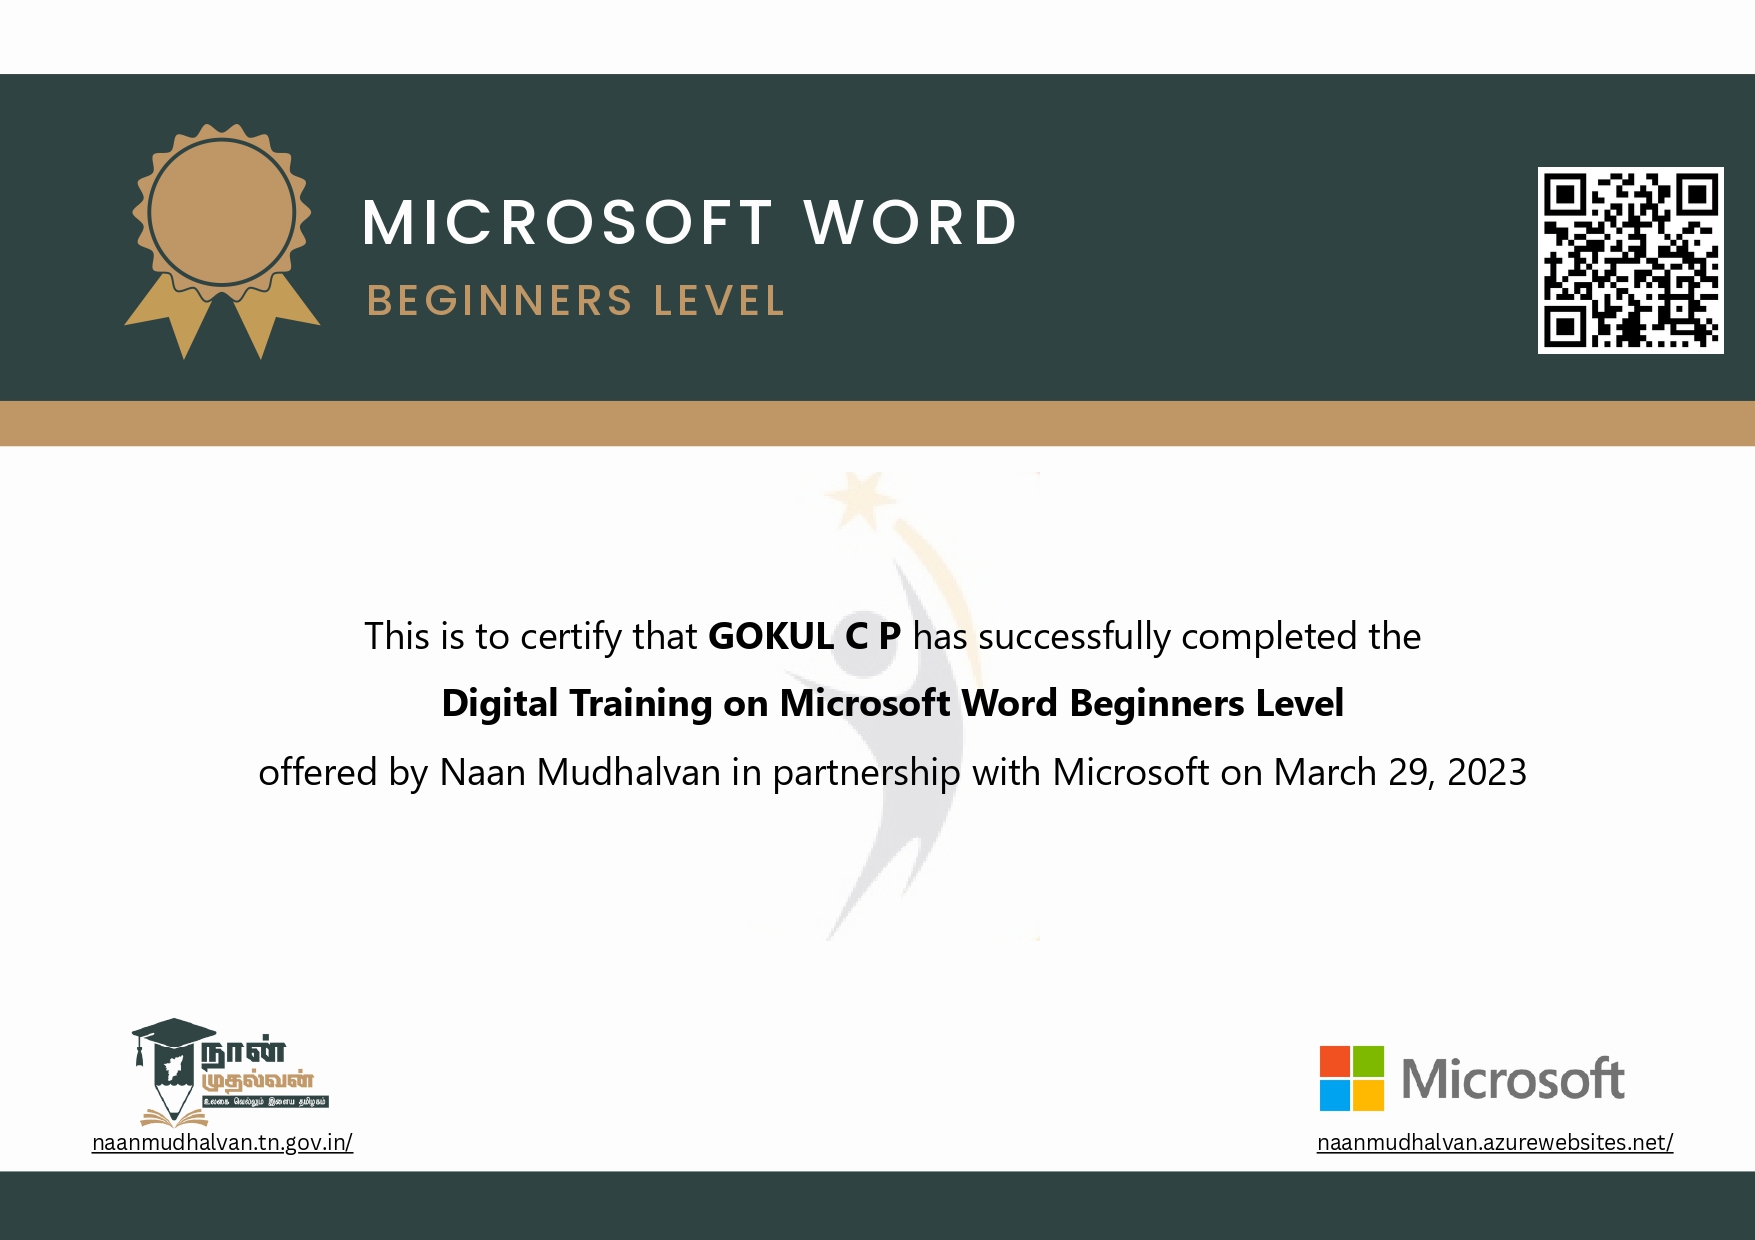 MICROSOFT WORD
BEGINNERS LEVEL
This is to certify that GOKUL C P has successfully completed the
Digital Training on Microsoft Word Beginners Level
offered by Naan Mudhalvan in partnership with Microsoft on March 29, 2023
நான்
முதல்வன்
உலகை வெல்லும் இளைய தமிழகம்
naanmudhalvan.tn.gov.in/
Microsoft
naanmudhalvan.azurewebsites.net/